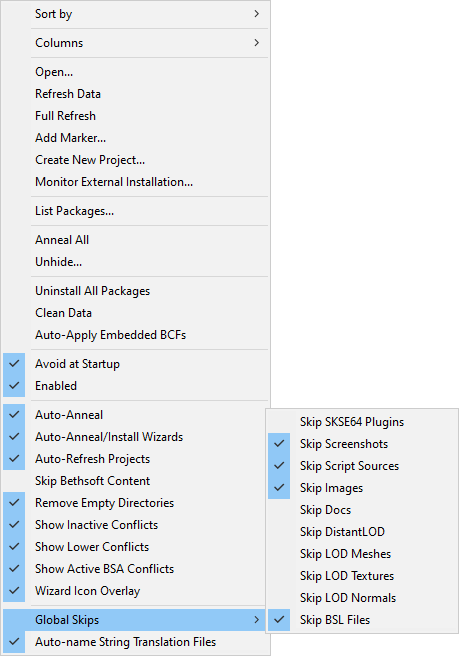 Sort by
Columns
Open...
Refresh Data
Full Refresh
Add Marker...
Create New Project...
Monitor External Installation...
List Packages...
Anneal All
Unhide...
Uninstall All Packages
Clean Data
Auto-Apply Embedded BCFs
Avoid at Startup
Enabled
Auto-Anneal
Auto-Anneal/Install Wizards
Auto-Refresh Projects
Skip Bethsoft Content
Remove Empty Directories
Show Inactive Conflicts
Show Lower Conflicts
Show Active BSA Conflicts
Wizard Icon Overlay
Global Skips
Auto-name String Translation Files
Skip SKSE64 Plugins
Skip Screenshots
Skip Script Sources
Skip Images
Skip Docs
Skip DistantLOD
Skip LOD Meshes
Skip LOD Textures
Skip LOD Normals
Skip BSL Files